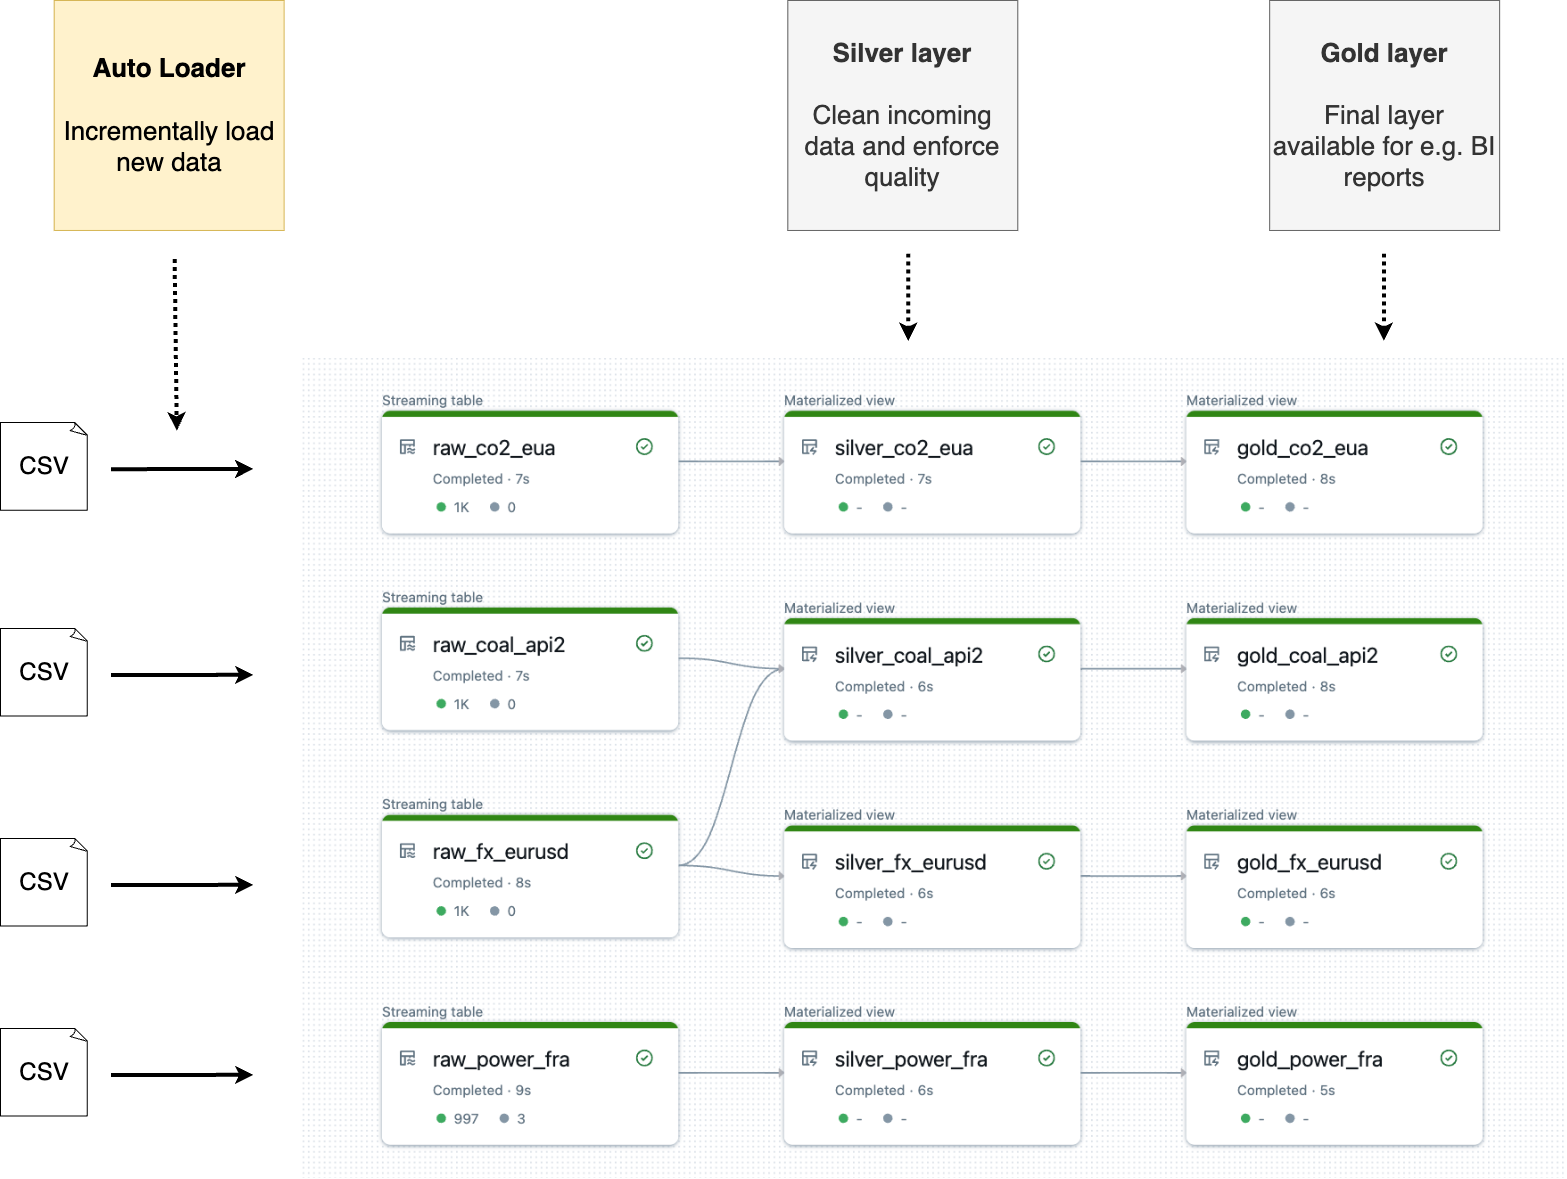 Auto Loader
Incrementally load
new data
Silver layer
Clean incoming
data and enforce
quality
Gold layer
Final layer
available for e.g. BI
reports
CSV
Streaming table
raw_co2_eua
Completed · 7s
1K 0
Materialized view
silver_co2_eua
Completed · 7s
- -
Materialized view
gold_co2_eua
Completed · 8s
- -
CSV
Streaming table
raw_coal_api2
Completed · 7s
1K 0
Materialized view
silver_coal_api2
Completed · 6s
- -
Materialized view
gold_coal_api2
Completed · 8s
- -
CSV
Streaming table
raw_fx_eurusd
Completed · 8s
1K 0
Materialized view
silver_fx_eurusd
Completed · 6s
- -
Materialized view
gold_fx_eurusd
Completed · 6s
- -
CSV
Streaming table
raw_power_fra
Completed · 9s
997 3
Materialized view
silver_power_fra
Completed · 6s
- -
Materialized view
gold_power_fra
Completed · 5s
- -